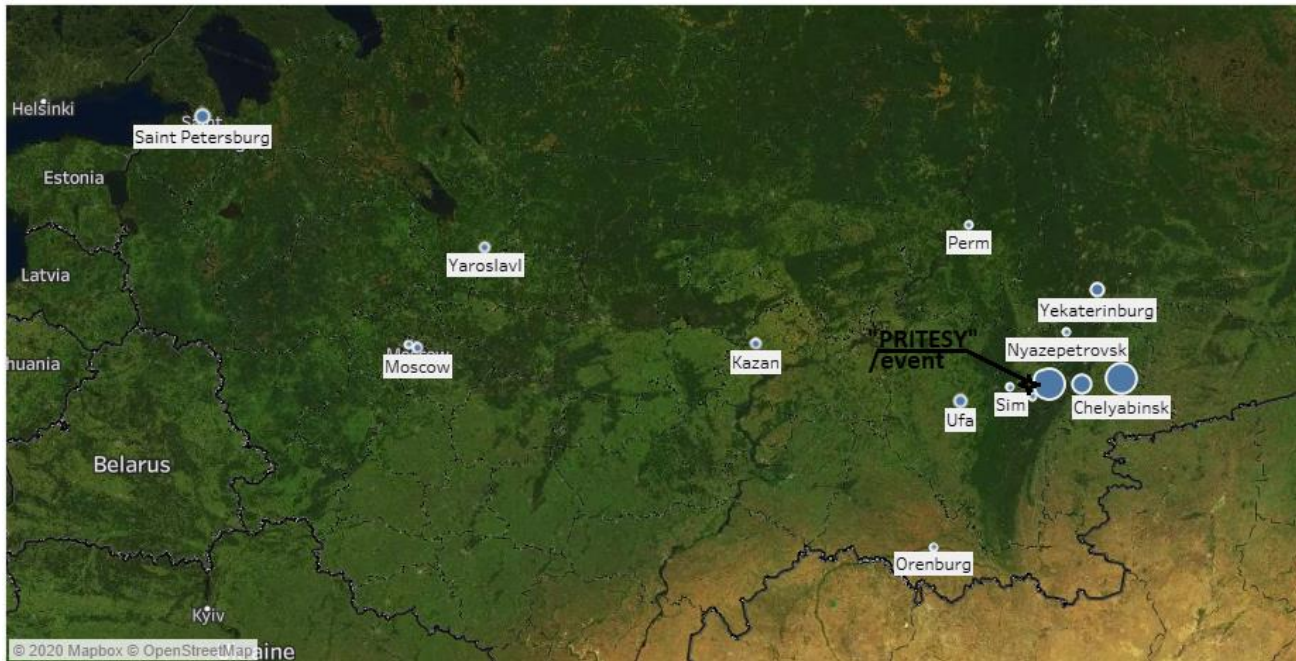 Helsinki
Saint
Saint Petersburg
Estonia
Perm
Yaroslavl
Latvia
Yekaterinburg
"PRITESY"
event
Nyazepetrovsk
huania
Moscow
Kazan
Sim
Chelyabinsk
Ufa
Belarus
Orenburg
Kyiv
© 2020 Mapbox © OpenStreetMap
aine